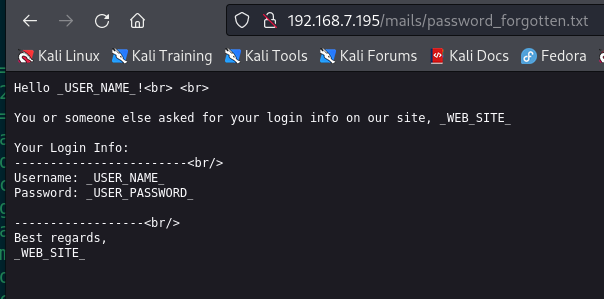 192.168.7.195/mails/password_forgotten.txt
Kali Linux Kali Training Kali Tools Kali Forums Kali Docs Fedora
Hello _USER_NAME_!<br> <br>
You or someone else asked for your login info on our site, _WEB_SITE_
Your Login Info:
------------------------<br/>
Username: _USER_NAME_
Password: _USER_PASSWORD_
------------------<br/>
Best regards,
_WEB_SITE_